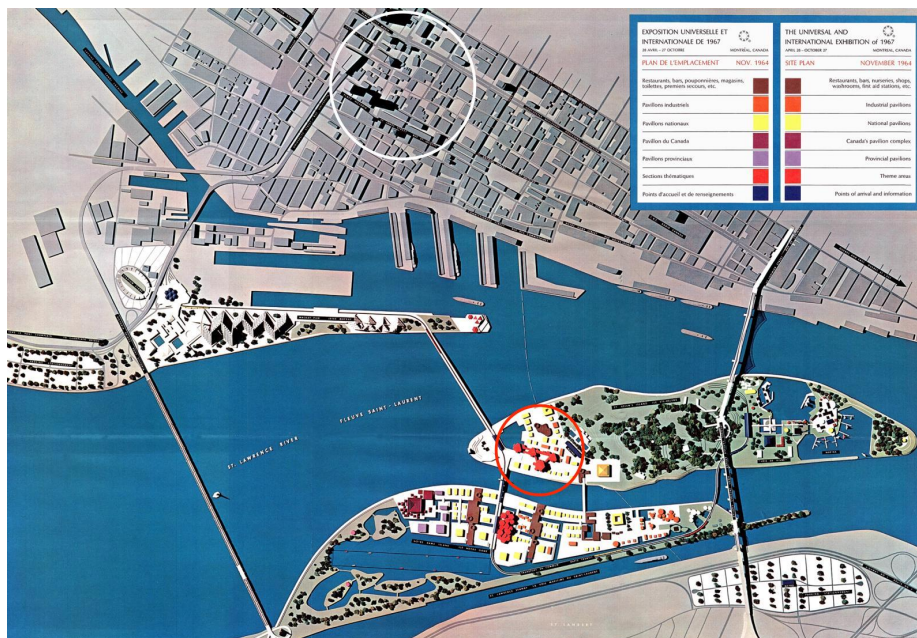 EXPOSITION UNIVERSELLE ET
INTERNATIONALE DE 1967
28 AVRIL - 27 OCTOBRE MONTRÉAL, CANADA
PLAN DE L'EMPLACEMENT NOV. 1964
Restaurants, bars, pouponnières, magasins,
toilettes, premiers secours, etc.
Pavillons industriels
Pavillons nationaux
Pavillon du Canada
Pavillons provinciaux
Sections thématiques
Points d'accueil et de renseignements
THE UNIVERSAL AND
INTERNATIONAL EXHIBITION of 1967
APRIL 28 - OCTOBER 27 MONTRÉAL, CANADA
SITE PLAN NOVEMBER 1964
Restaurants, bars, nurseries, shops,
washrooms, first aid stations, etc.
Industrial pavilions
National pavilions
Canada's pavilion complex
Provincial pavilions
Theme areas
Points of arrival and information
ST. LAWRENCE RIVER FLEUVE SAINT-LAURENT
ST. LAMBERT